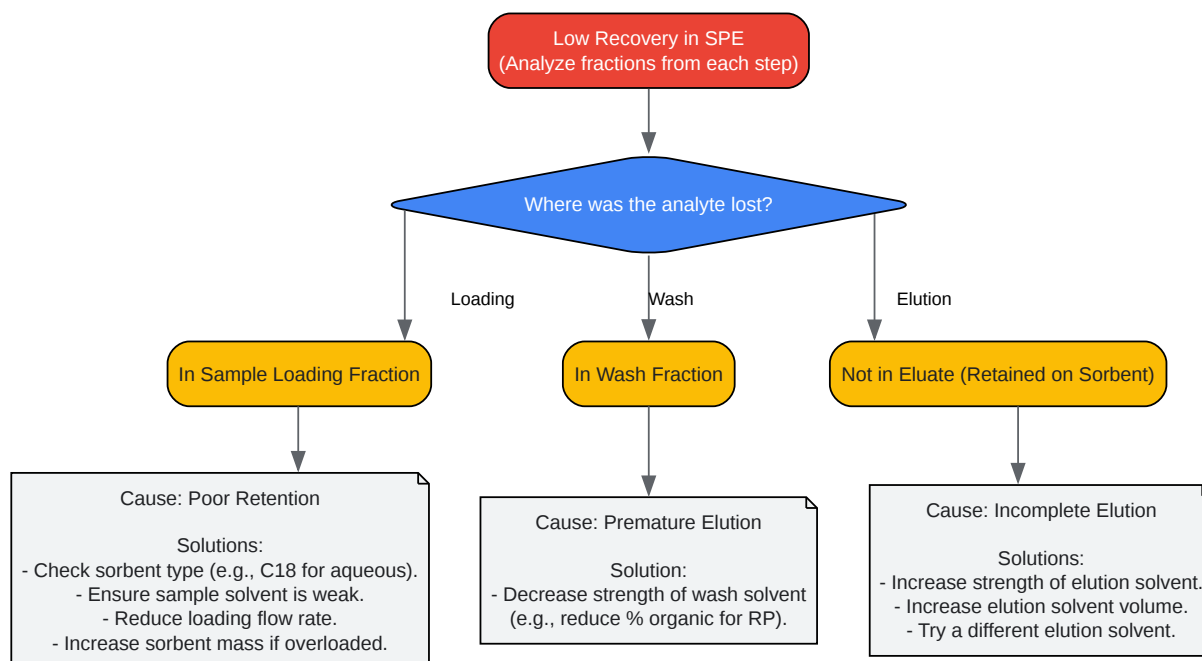 Low Recovery in SPE
(Analyze fractions from each step)
Where was the analyte lost?
Loading
Wash
Elution
In Sample Loading Fraction
In Wash Fraction
Not in Eluate (Retained on Sorbent)
Cause: Poor Retention
Solutions:
- Check sorbent type (e.g., C18 for aqueous).
- Ensure sample solvent is weak.
- Reduce loading flow rate.
- Increase sorbent mass if overloaded.
Cause: Premature Elution
Solution:
- Decrease strength of wash solvent
(e.g., reduce % organic for RP).
Cause: Incomplete Elution
Solutions:
- Increase strength of elution solvent.
- Increase elution solvent volume.
- Try a different elution solvent.